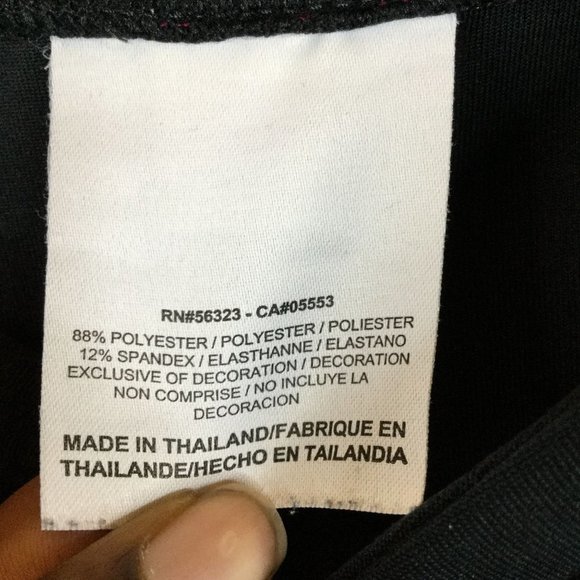 RN#56323 - CA#05553
88% POLYESTER / POLYESTER / POLIESTER
12% SPANDEX / ELASTHANNE / ELASTANO
EXCLUSIVE OF DECORATION / DECORATION
NON COMPRISE / NO INCLUYE LA
DECORACION
MADE IN THAILAND/FABRIQUE EN
THAILANDE/HECHO EN TAILANDIA